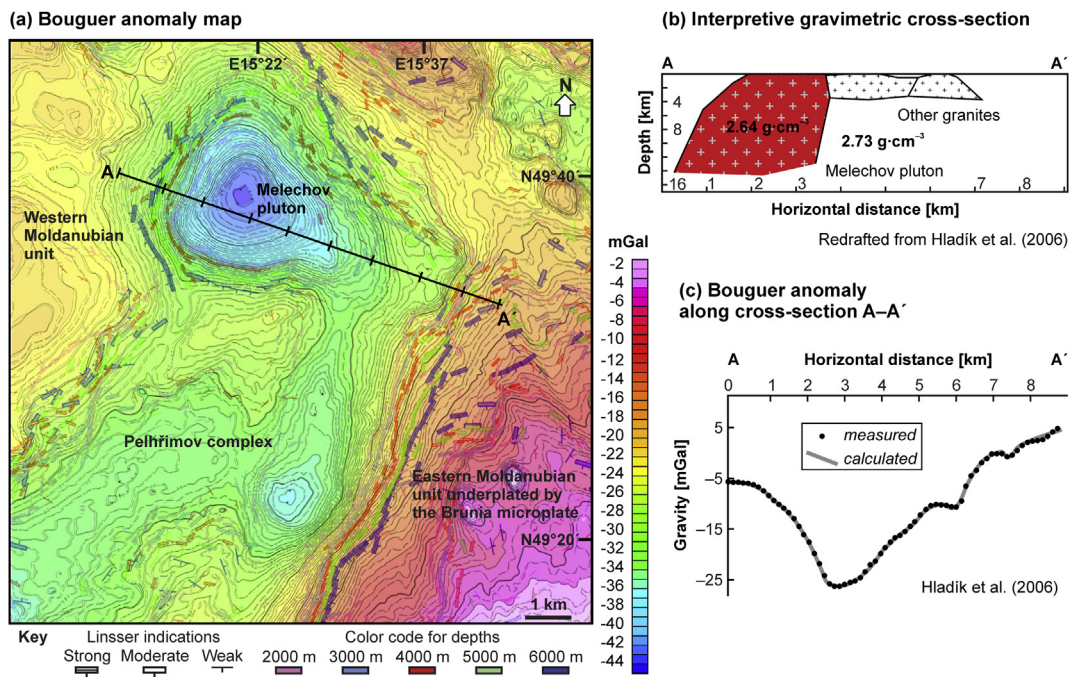 (a) Bouguer anomaly map
E15°22´
E15°37´
N
N49°40´
A
A´
Melechov
pluton
Western
Moldanubian
unit
Pelhřimov complex
Eastern Moldanubian
unit underplated by
the Brunia microplate
N49°20´
1 km
mGal
-2
-4
-6
-8
-10
-12
-14
-16
-18
-20
-22
-24
-26
-28
-30
-32
-34
-36
-38
-40
-42
-44
Key
Linsser indications
Color code for depths
Strong Moderate Weak 2000 m 3000 m 4000 m 5000 m 6000 m
(b) Interpretive gravimetric cross-section
A A´
Depth [km]
4
8
2.64 g·cm⁻³
2.73 g·cm⁻³
Other granites
Melechov pluton
16 1 2 3 7 8
Horizontal distance [km]
Redrafted from Hladík et al. (2006)
(c) Bouguer anomaly
along cross-section A–A´
A Horizontal distance [km] A´
0 1 2 3 4 5 6 7 8
Gravity [mGal]
5
−5
−15
−25
measured
calculated
Hladík et al. (2006)